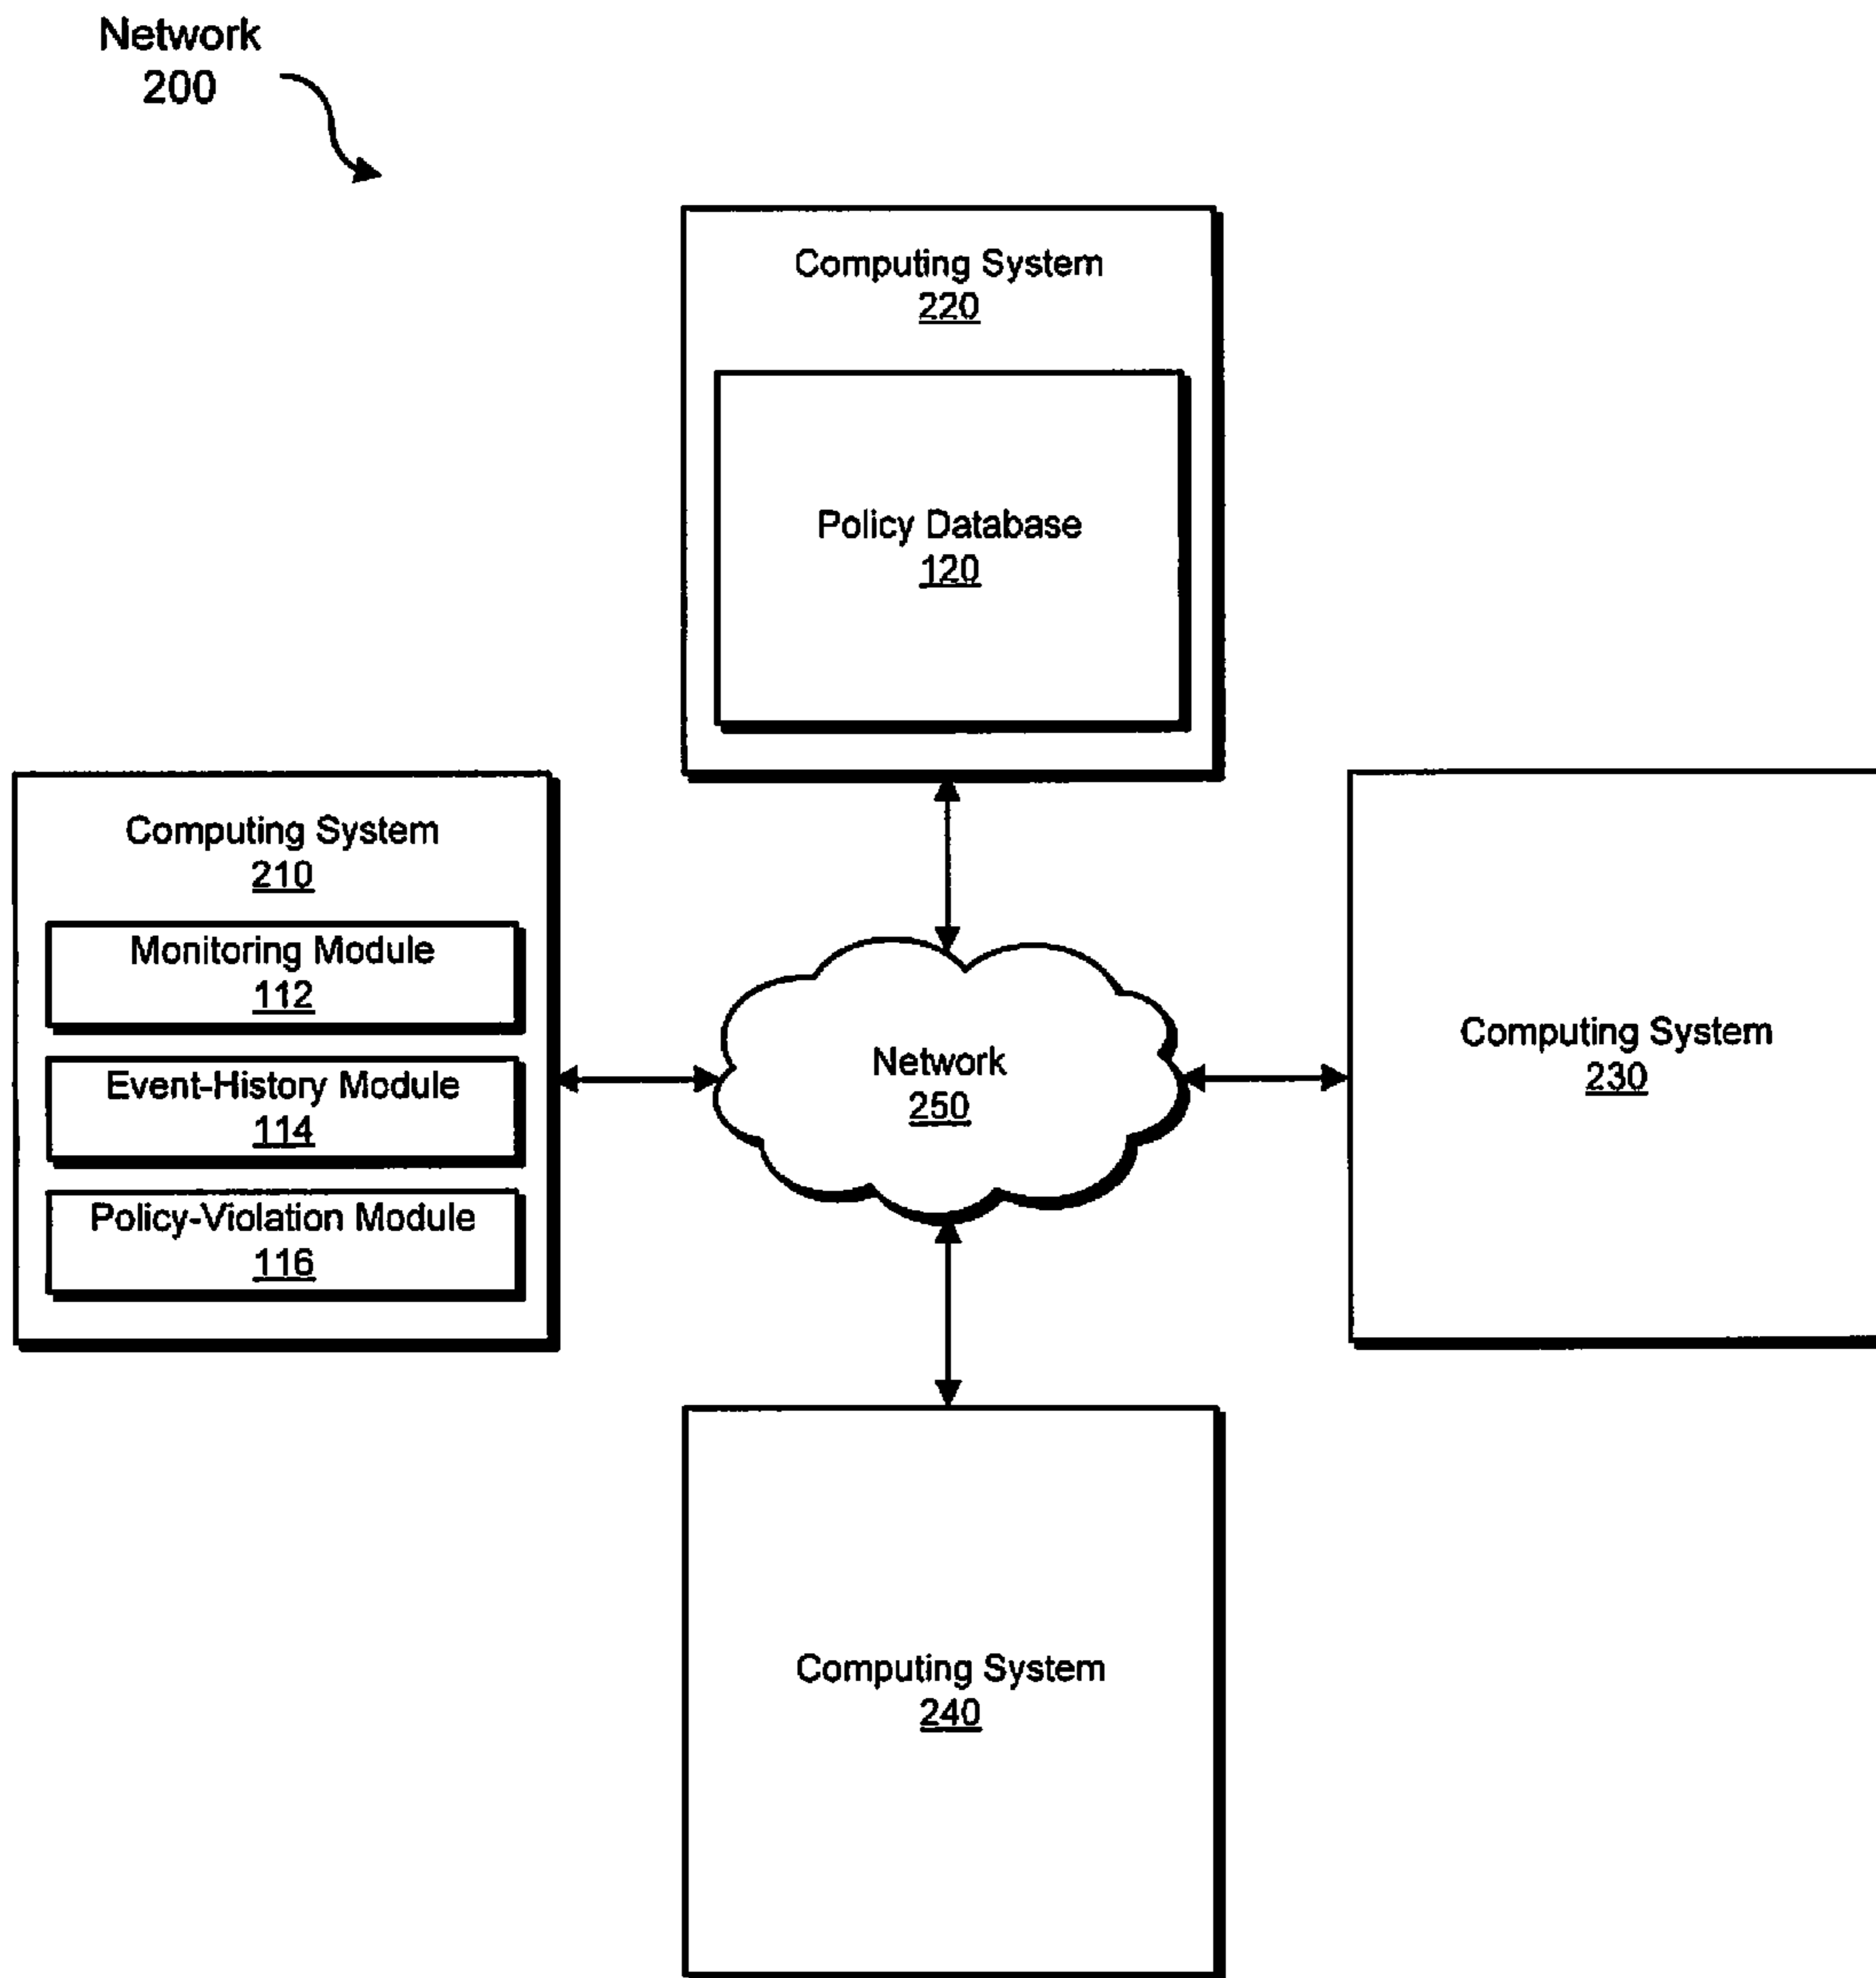 Network
200
Computing System
220
Policy Database
120
Computing System
210
Monitoring Module
112
Event-History Module
114
Policy-Violation Module
116
Network
250
Computing System
230
Computing System
240